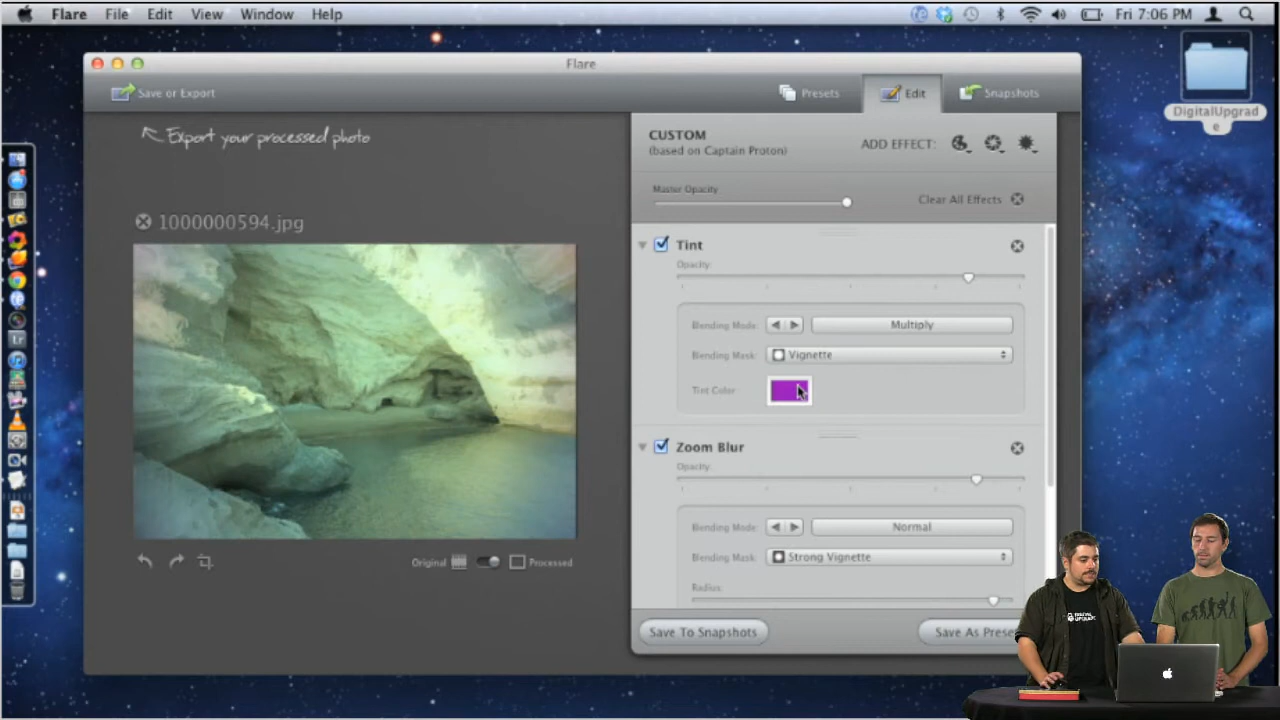 Flare File Edit View Window Help
Fri 7:06 PM
DigitalUpgrad
e
Flare
Save or Export
Presets
Edit
Snapshots
Export your processed photo
CUSTOM
(based on Captain Proton)
ADD EFFECT:
Master Opacity
Clear All Effects
1000000594.jpg
Tint
Opacity:
Blending Mode:
Multiply
Blending Mask:
Vignette
Tint Color
Zoom Blur
Opacity:
Blending Mode:
Normal
Blending Mask:
Strong Vignette
Radius:
Original
Processed
Save To Snapshots
Save As Prese
Lr
DIGITAL
UPGRADE